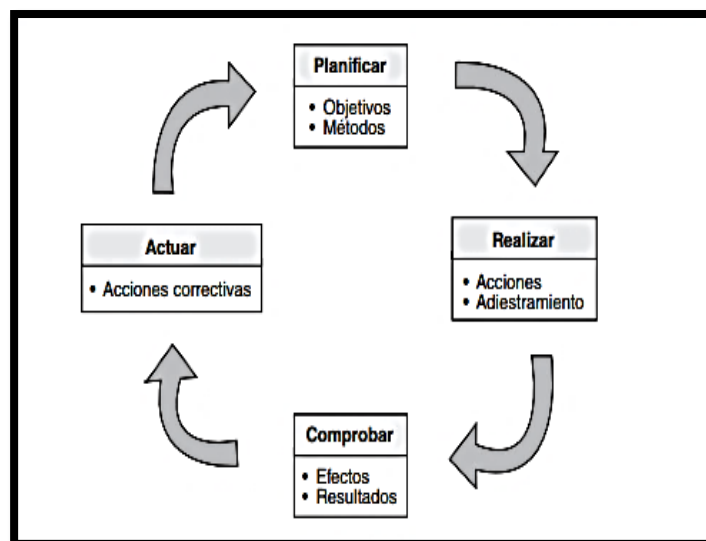 Planificar
• Objetivos
• Métodos
Realizar
• Acciones
• Adiestramiento
Comprobar
• Efectos
• Resultados
Actuar
• Acciones correctivas